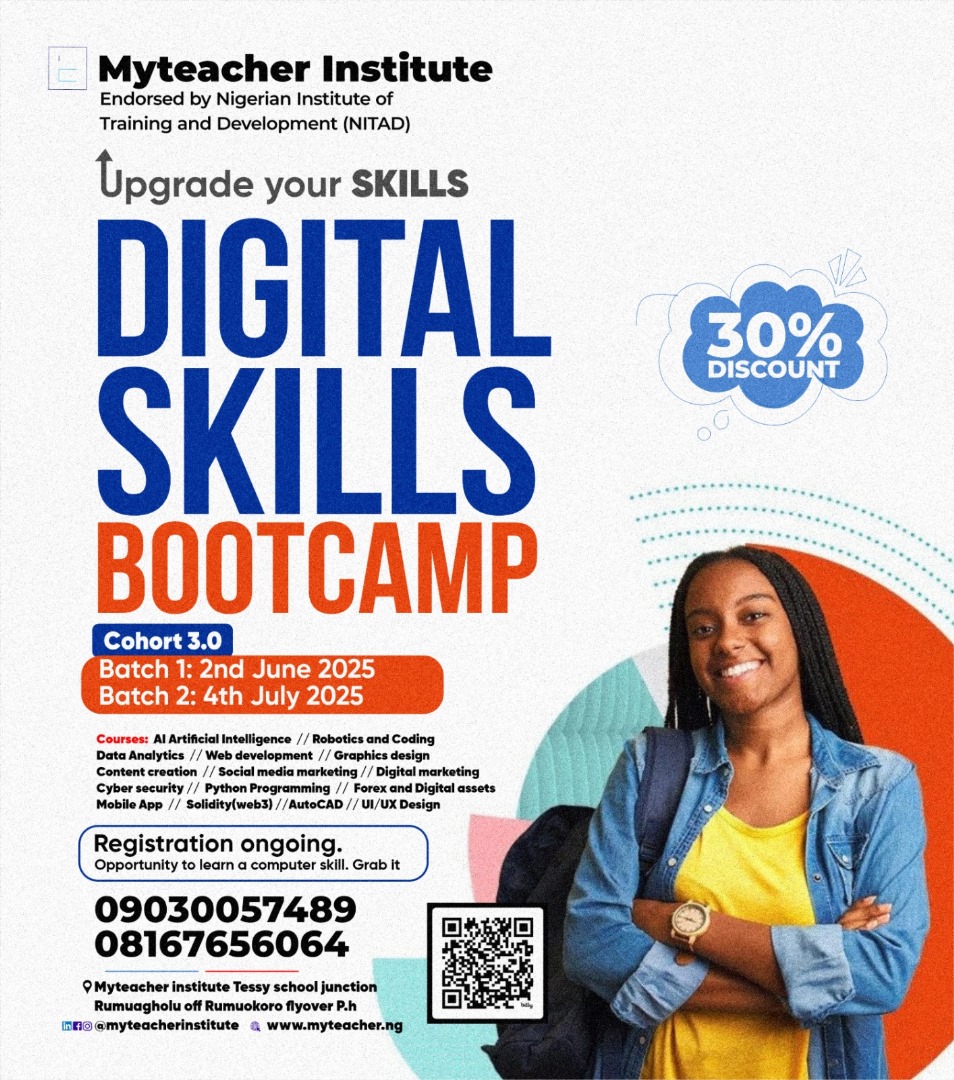 Myteacher Institute
Endorsed by Nigerian Institute of
Training and Development (NITAD)
Upgrade your SKILLS
DIGITAL
SKILLS
BOOTCAMP
30%
DISCOUNT
Cohort 3.0
Batch 1: 2nd June 2025
Batch 2: 4th July 2025
Courses: AI Artificial Intelligence // Robotics and Coding
Data Analytics // Web development // Graphics design
Content creation // Social media marketing // Digital marketing
Cyber security // Python Programming // Forex and Digital assets
Mobile App // Solidity(web3) //AutoCAD // UI/UX Design
Registration ongoing.
Opportunity to learn a computer skill. Grab it
09030057489
08167656064
Myteacher institute Tessy school junction
Rumuagholu off Rumuokoro flyover P.h
@myteacherinstitute www.myteacher.ng
bitly